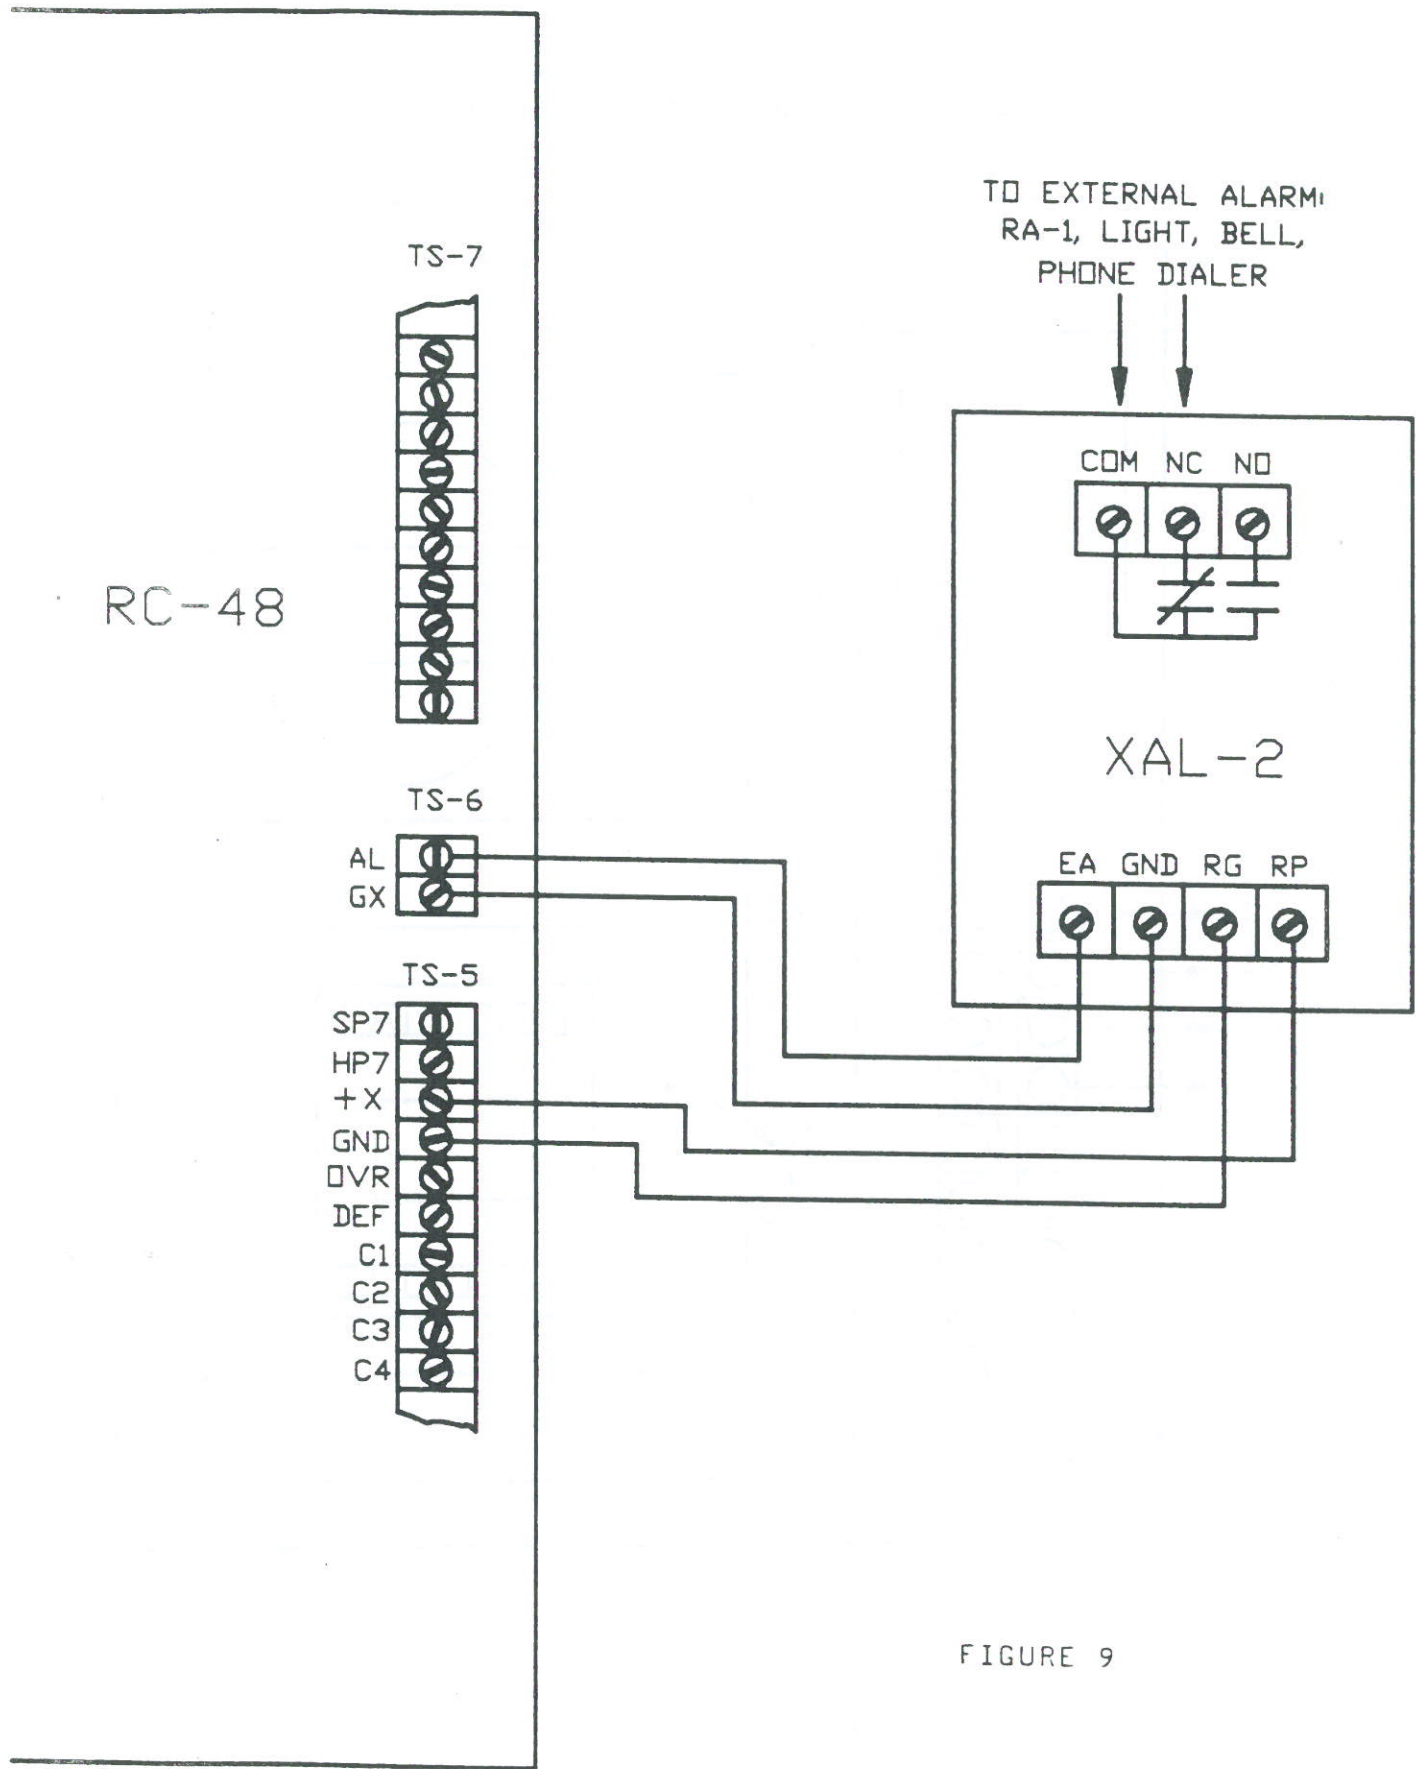 TO EXTERNAL ALARM:
RA-1, LIGHT, BELL,
PHONE DIALER
TS-7
COM NC NO
RC-48
XAL-2
TS-6
AL
GX
EA GND RG RP
TS-5
SP7
HP7
+X
GND
OVR
DEF
C1
C2
C3
C4
FIGURE 9